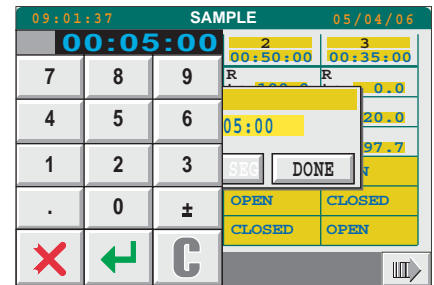 09:01:37 SAMPLE 05/04/06
00:05:00
2 3
00:50:00 00:35:00
R R
0.0
7 8 9
20.0
4 5 6
05:00
97.7
1 2 3
SEG DONE
. 0 ±
OPEN CLOSED
CLOSED OPEN
C